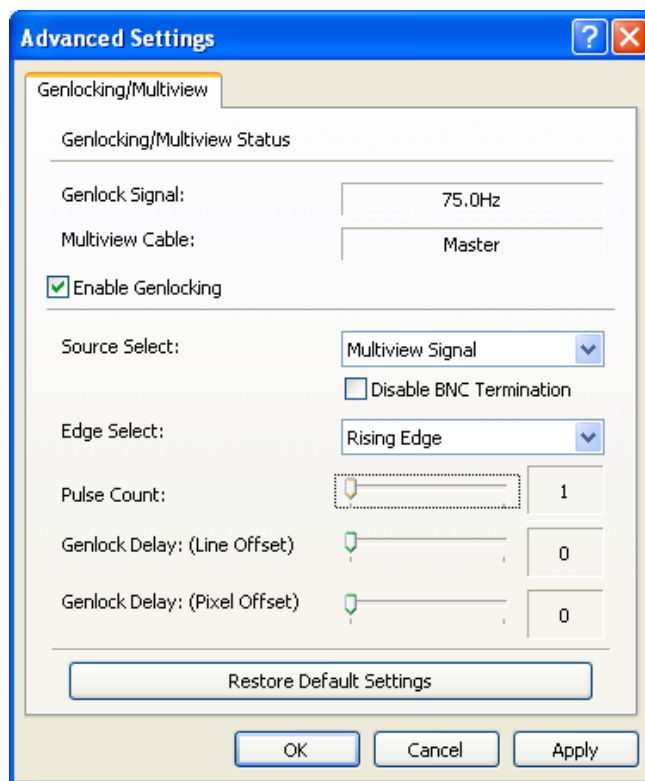 Advanced Settings
Genlocking/Multiview
Genlocking/Multiview Status
Genlock Signal: 75.0Hz
Multiview Cable: Master
Enable Genlocking
Source Select: Multiview Signal
Disable BNC Termination
Edge Select: Rising Edge
Pulse Count: 1
Genlock Delay: (Line Offset) 0
Genlock Delay: (Pixel Offset) 0
Restore Default Settings
OK Cancel Apply